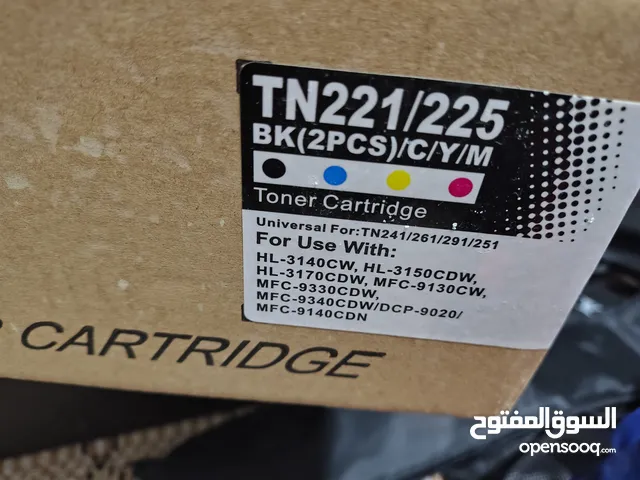 TN221/225
BK(2PCS)/C/Y/M
Toner Cartridge
Universal For:TN241/261/291/251
For Use With:
HL-3140CW, HL-3150CDW,
HL-3170CDW, MFC-9130CW,
MFC-9330CDW,
MFC-9340CDW/DCP-9020/
MFC-9140CDN
CARTRIDGE
السوق المفتوح
opensooq.com